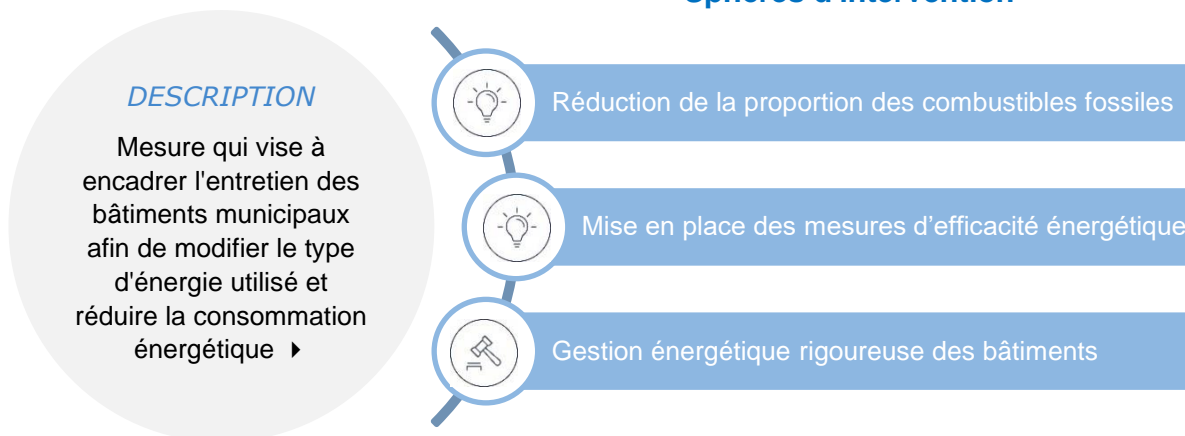 Sphères d'intervention
DESCRIPTION
Mesure qui vise à
encadrer l'entretien des
bâtiments municipaux
afin de modifier le type
d'énergie utilisé et
réduire la consommation
énergétique
Réduction de la proportion des combustibles fossiles
Mise en place des mesures d’efficacité énergétique
Gestion énergétique rigoureuse des bâtiments